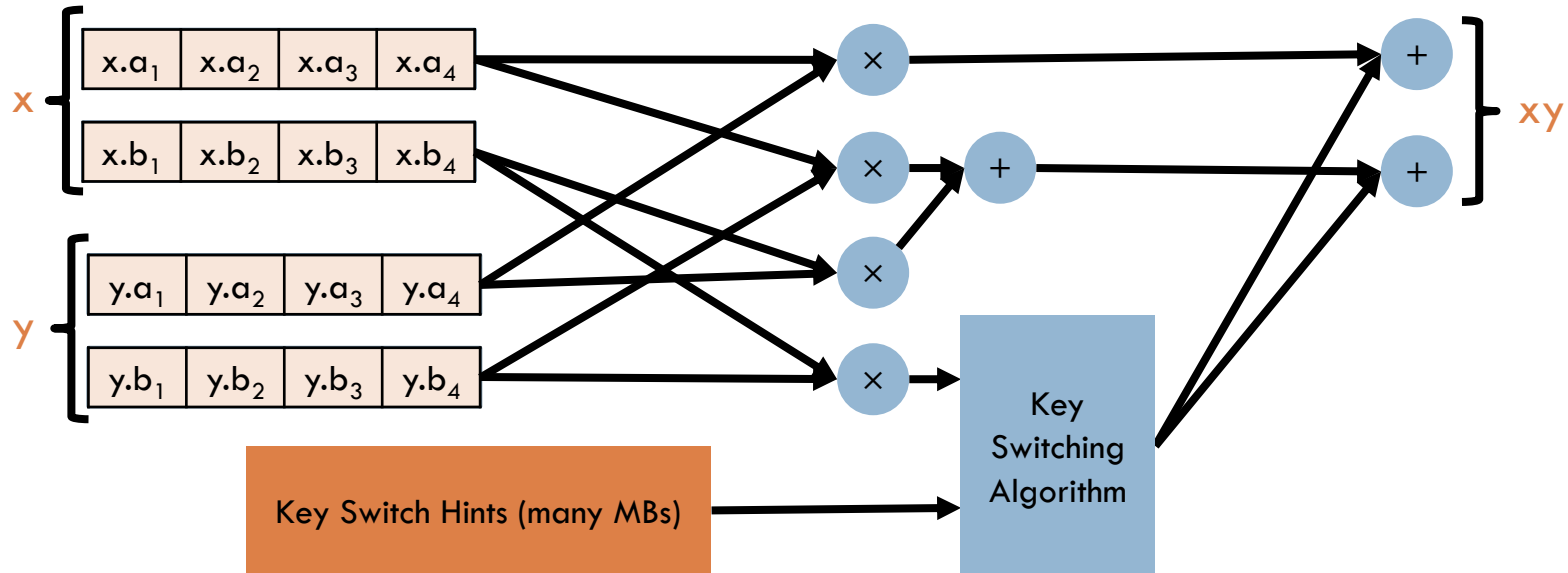 x
x.a₁ x.a₂ x.a₃ x.a₄
x.b₁ x.b₂ x.b₃ x.b₄
y
y.a₁ y.a₂ y.a₃ y.a₄
y.b₁ y.b₂ y.b₃ y.b₄
×
×
×
×
+
+
+
xy
Key Switch Hints (many MBs)
Key
Switching
Algorithm